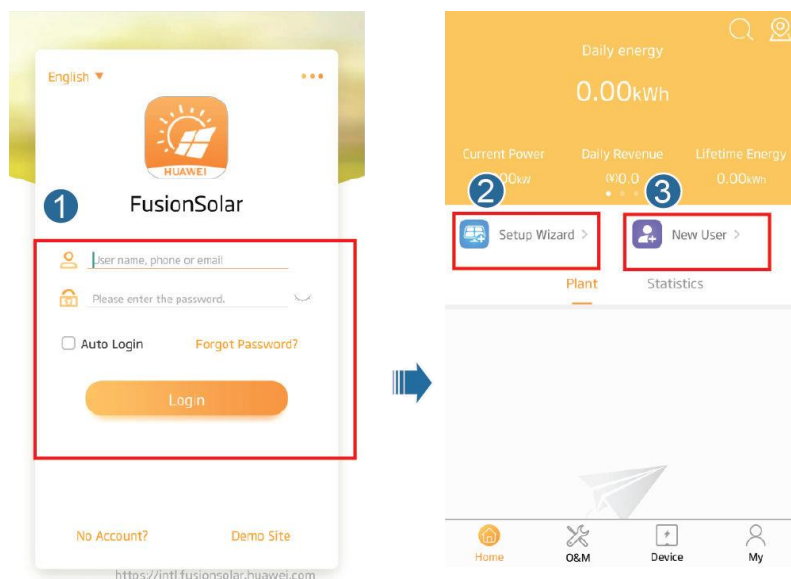 English ▼
HUAWEI
1
FusionSolar
User name, phone or email
Please enter the password.
Auto Login
Forgot Password?
Login
No Account?
Demo Site
https://intl.fusionsolar.huawei.com
Daily energy
0.00kWh
Current Power
Daily Revenue
Lifetime Energy
0.0
0.00kWh
2
3
Setup Wizard >
New User >
Plant
Statistics
Home
O&M
Device
My